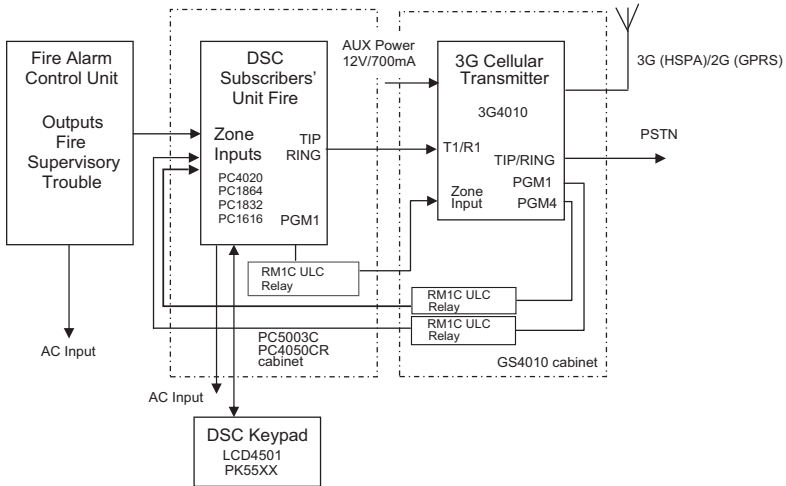 Fire Alarm
Control Unit
Outputs
Fire
Supervisory
Trouble
AC Input
DSC
Subscribers'
Unit Fire
Zone
Inputs
PC4020
PC1864
PC1832
PC1616
TIP
RING
PGM1
RM1C ULC
Relay
PC5003C
PC4050CR
cabinet
AC Input
DSC Keypad
LCD4501
PK55XX
AUX Power
12V/700mA
3G Cellular
Transmitter
3G4010
T1/R1
TIP/RING
PGM1
PGM4
Zone
Input
RM1C ULC
Relay
RM1C ULC
Relay
GS4010 cabinet
3G (HSPA)/2G (GPRS)
PSTN